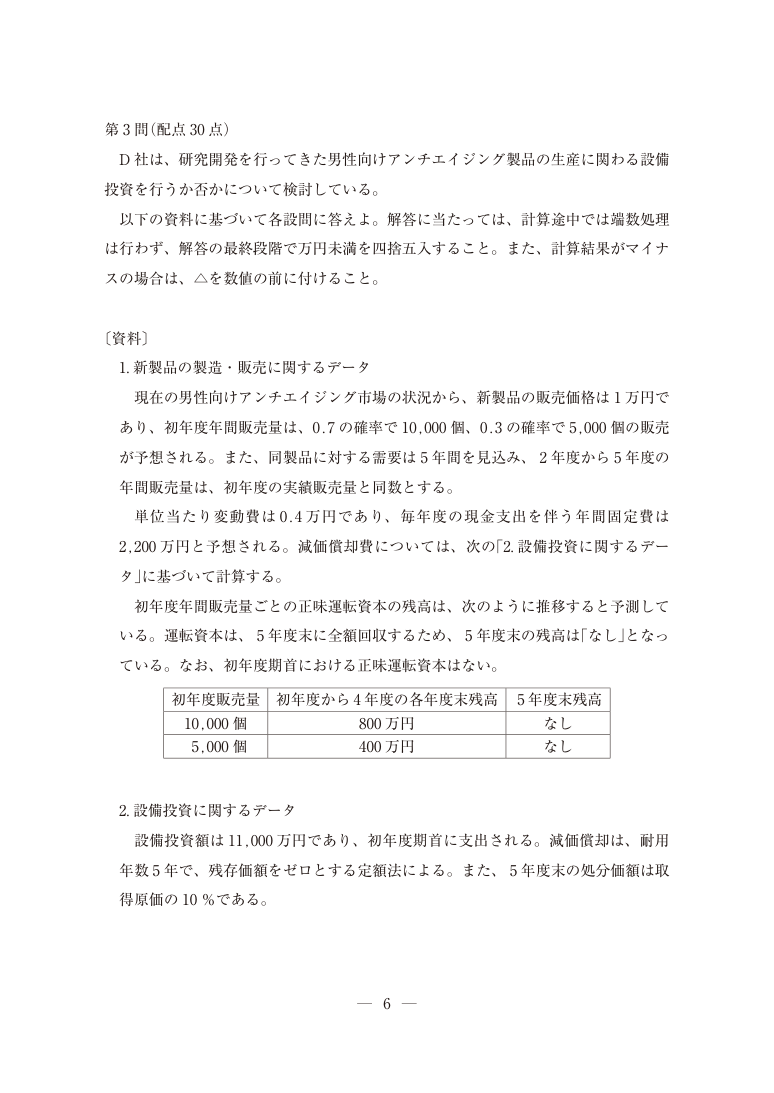 第3問(配点30点)
D社は、研究開発を行ってきた男性向けアンチエイジング製品の生産に関わる設備
投資を行うか否かについて検討している。
以下の資料に基づいて各設問に答えよ。解答に当たっては、計算途中では端数処理
は行わず、解答の最終段階で万円未満を四捨五入すること。また、計算結果がマイナ
スの場合は、△を数値の前に付けること。
〔資料〕
1. 新製品の製造・販売に関するデータ
現在の男性向けアンチエイジング市場の状況から、新製品の販売価格は1万円で
あり、初年度年間販売量は、0.7の確率で10,000個、0.3の確率で5,000個の販売
が予想される。また、同製品に対する需要は5年間を見込み、2年度から5年度の
年間販売量は、初年度の実績販売量と同数とする。
単位当たり変動費は0.4万円であり、毎年度の現金支出を伴う年間固定費は
2,200万円と予想される。減価償却費については、次の「2. 設備投資に関するデー
タ」に基づいて計算する。
初年度年間販売量ごとの正味運転資本の残高は、次のように推移すると予測して
いる。運転資本は、5年度末に全額回収するため、5年度末の残高は「なし」となっ
ている。なお、初年度期首における正味運転資本はない。
初年度販売量 初年度から4年度の各年度末残高 5年度末残高
10,000個 800万円 なし
5,000個 400万円 なし
2. 設備投資に関するデータ
設備投資額は11,000万円であり、初年度期首に支出される。減価償却は、耐用
年数5年で、残存価額をゼロとする定額法による。また、5年度末の処分価額は取
得原価の10%である。
― 6 ―